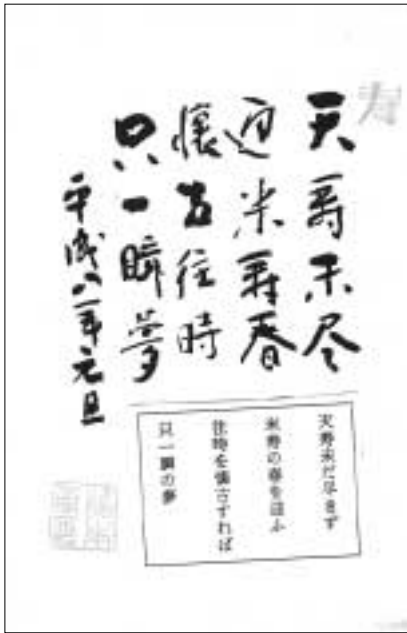 寿
天寿未尽
迎米寿春
懐古往時
只一瞬夢
平成八年元旦
天寿未だ尽きず
米寿の春を迎ふ
往時を懐古すれば
只一瞬の夢